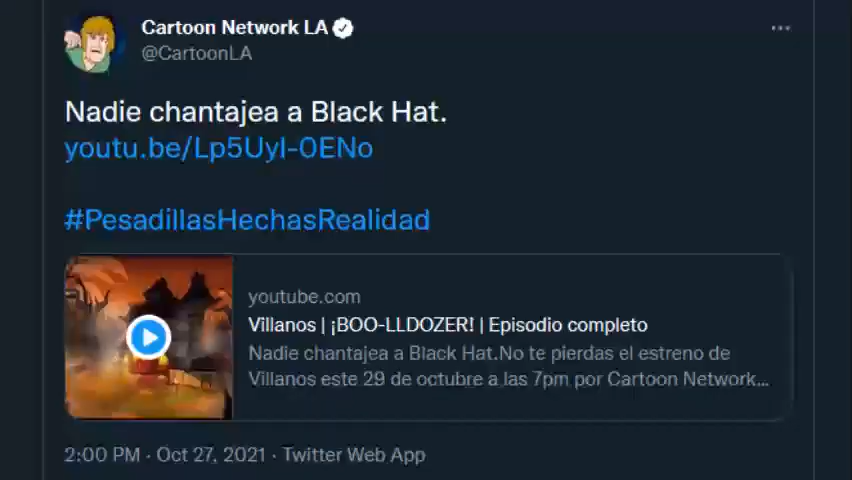 Cartoon Network LA
@CartoonLA
Nadie chantajea a Black Hat.
youtu.be/Lp5UyI-0ENo
#PesadillasHechasRealidad
youtube.com
Villanos | ¡BOO-LLDOZER! | Episodio completo
Nadie chantajea a Black Hat.No te pierdas el estreno de
Villanos este 29 de octubre a las 7pm por Cartoon Network...
2:00 PM · Oct 27, 2021 · Twitter Web App